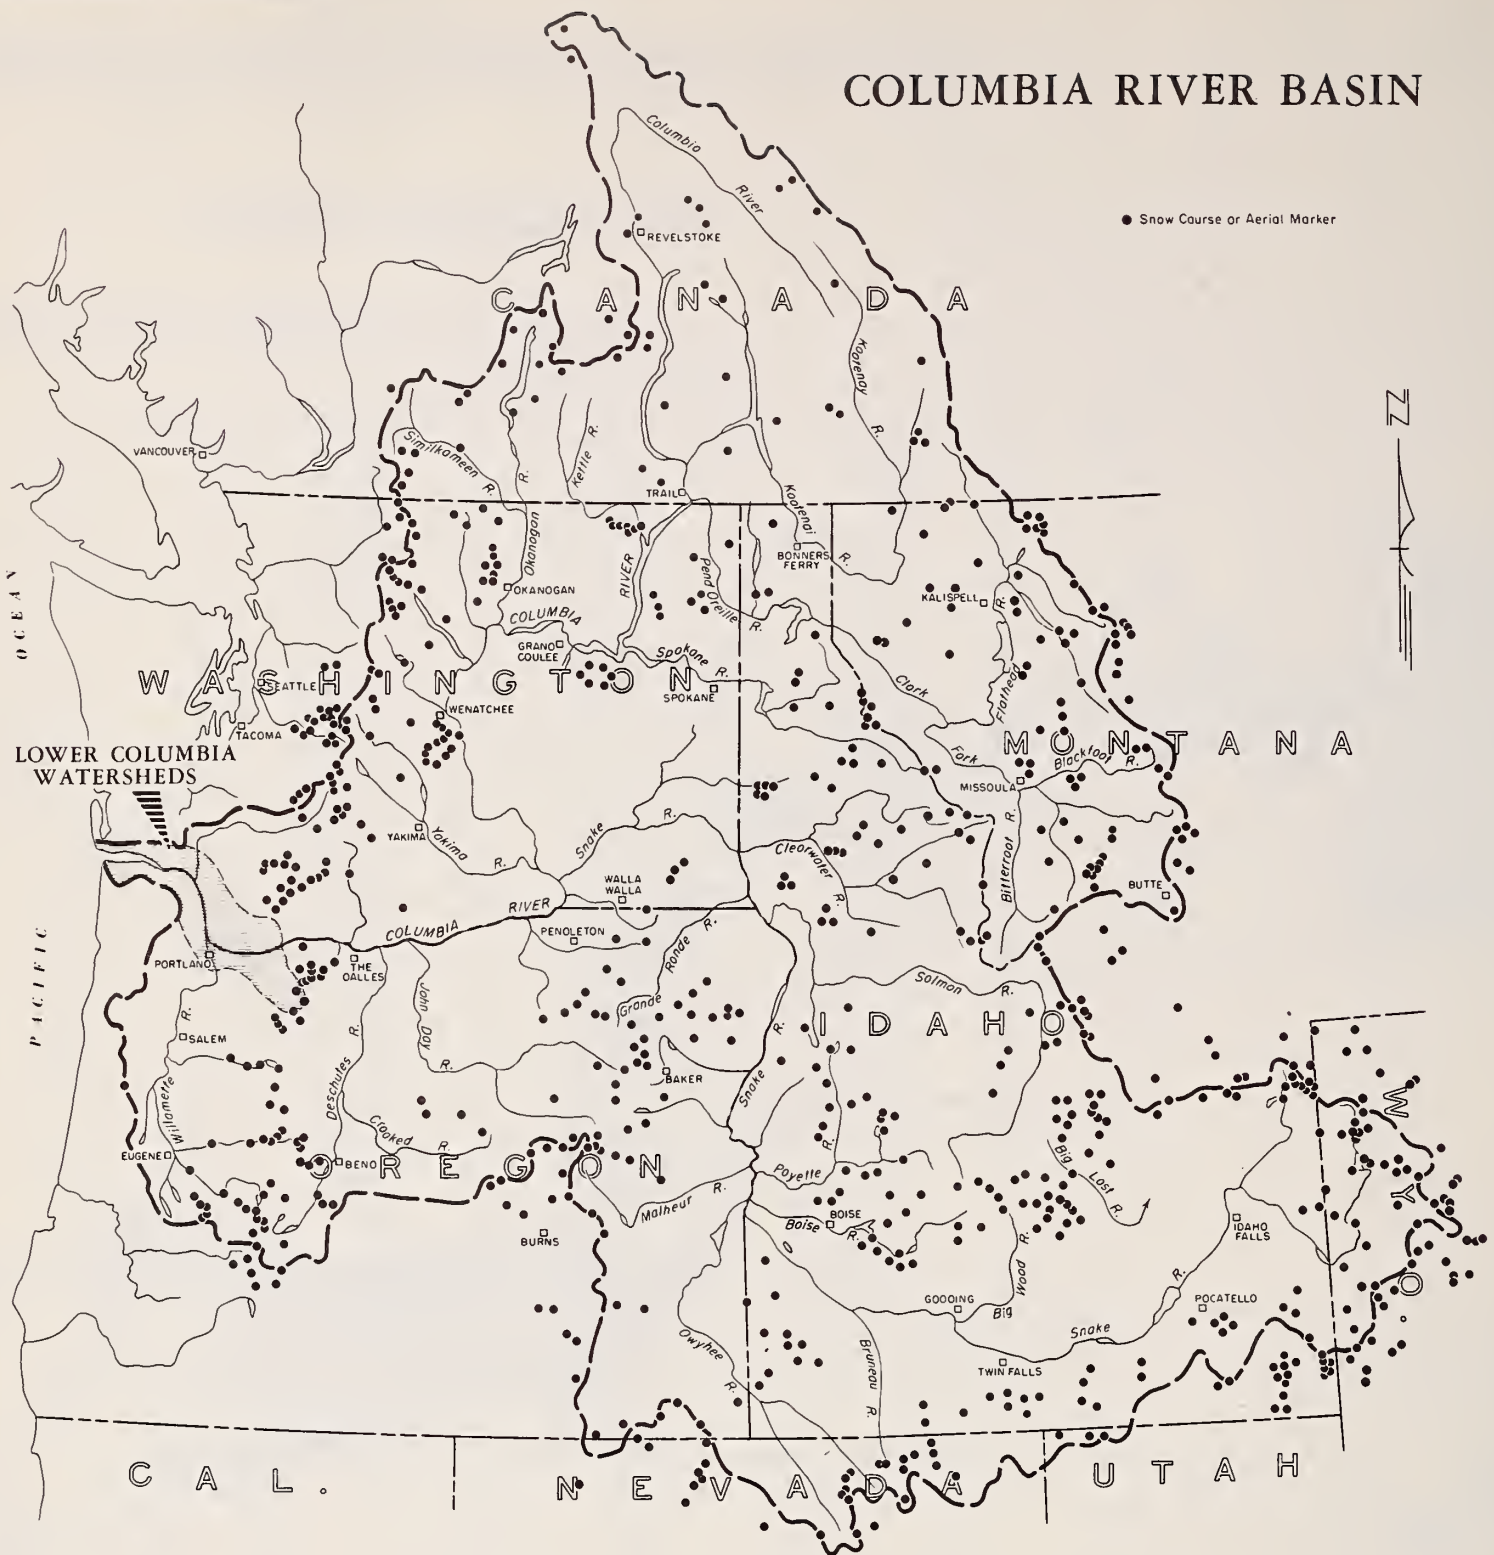 COLUMBIA RIVER BASIN
● Snow Course or Aerial Marker
Columbia
River
REVELSTOKE
CANADA
Kootenay
R.
VANCOUVER
Similkameen
R.
Okanogan
R.
Kettle R.
TRAIL
Kootenai
R.
BONNERS
FERRY
OCEAN
PACIFIC
OKANOGAN
COLUMBIA
RIVER
GRAND
COULEE
Pend Oreille
R.
KALISPELL
R.
Flathead
Spokane
R.
SPOKANE
WASHINGTON
SEATTLE
TACOMA
WENATCHEE
Clark
Fork
MONTANA
Blackfoot
R.
MISSOULA
LOWER COLUMBIA
WATERSHEDS
YAKIMA
Yakima
R.
Snake
R.
Clearwater
R.
Bitterroot R.
BUTTE
WALLA
WALLA
COLUMBIA
RIVER
PENDLETON
PORTLAND
THE
DALLES
Grande
Ronde
R.
Salmon
R.
IDAHO
John Day
R.
R.
SALEM
Willamette
Deschutes
R.
BAKER
Snake
R.
Crooked
R.
EUGENE
BEND
OREGON
Payette
R.
Malheur
R.
BURNS
Boise
R.
BOISE
Big
Lost
R.
WYO.
IDAHO
FALLS
Big
Wood
R.
GOODING
POCATELLO
Snake
R.
TWIN FALLS
Owyhee
R.
Bruneau
R.
CAL.
NEVADA
UTAH
N